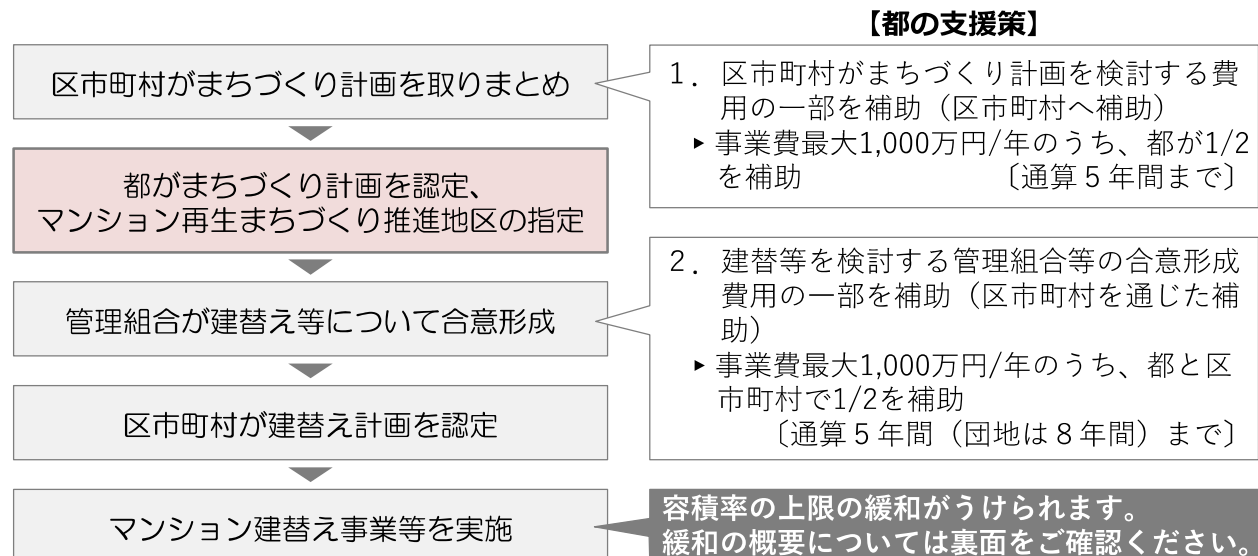 【都の支援策】
区市町村がまちづくり計画を取りまとめ
1．区市町村がまちづくり計画を検討する費
用の一部を補助（区市町村へ補助）
▸ 事業費最大1,000万円/年のうち、都が1/2
を補助　〔通算５年間まで〕
都がまちづくり計画を認定、
マンション再生まちづくり推進地区の指定
管理組合が建替え等について合意形成
2．建替等を検討する管理組合等の合意形成
費用の一部を補助（区市町村を通じた補
助）
▸ 事業費最大1,000万円/年のうち、都と区
市町村で1/2を補助
〔通算５年間（団地は８年間）まで〕
区市町村が建替え計画を認定
マンション建替え事業等を実施
容積率の上限の緩和がうけられます。
緩和の概要については裏面をご確認ください。